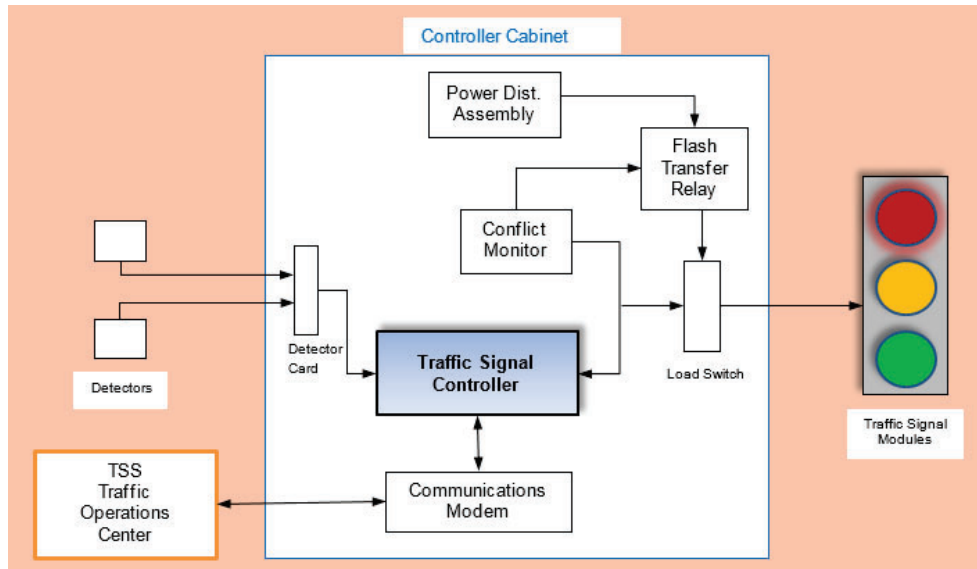 Controller Cabinet
Power Dist.
Assembly
Flash
Transfer
Relay
Conflict
Monitor
Detector
Card
Detectors
Traffic Signal
Controller
Load Switch
Traffic Signal
Modules
TSS
Traffic
Operations
Center
Communications
Modem